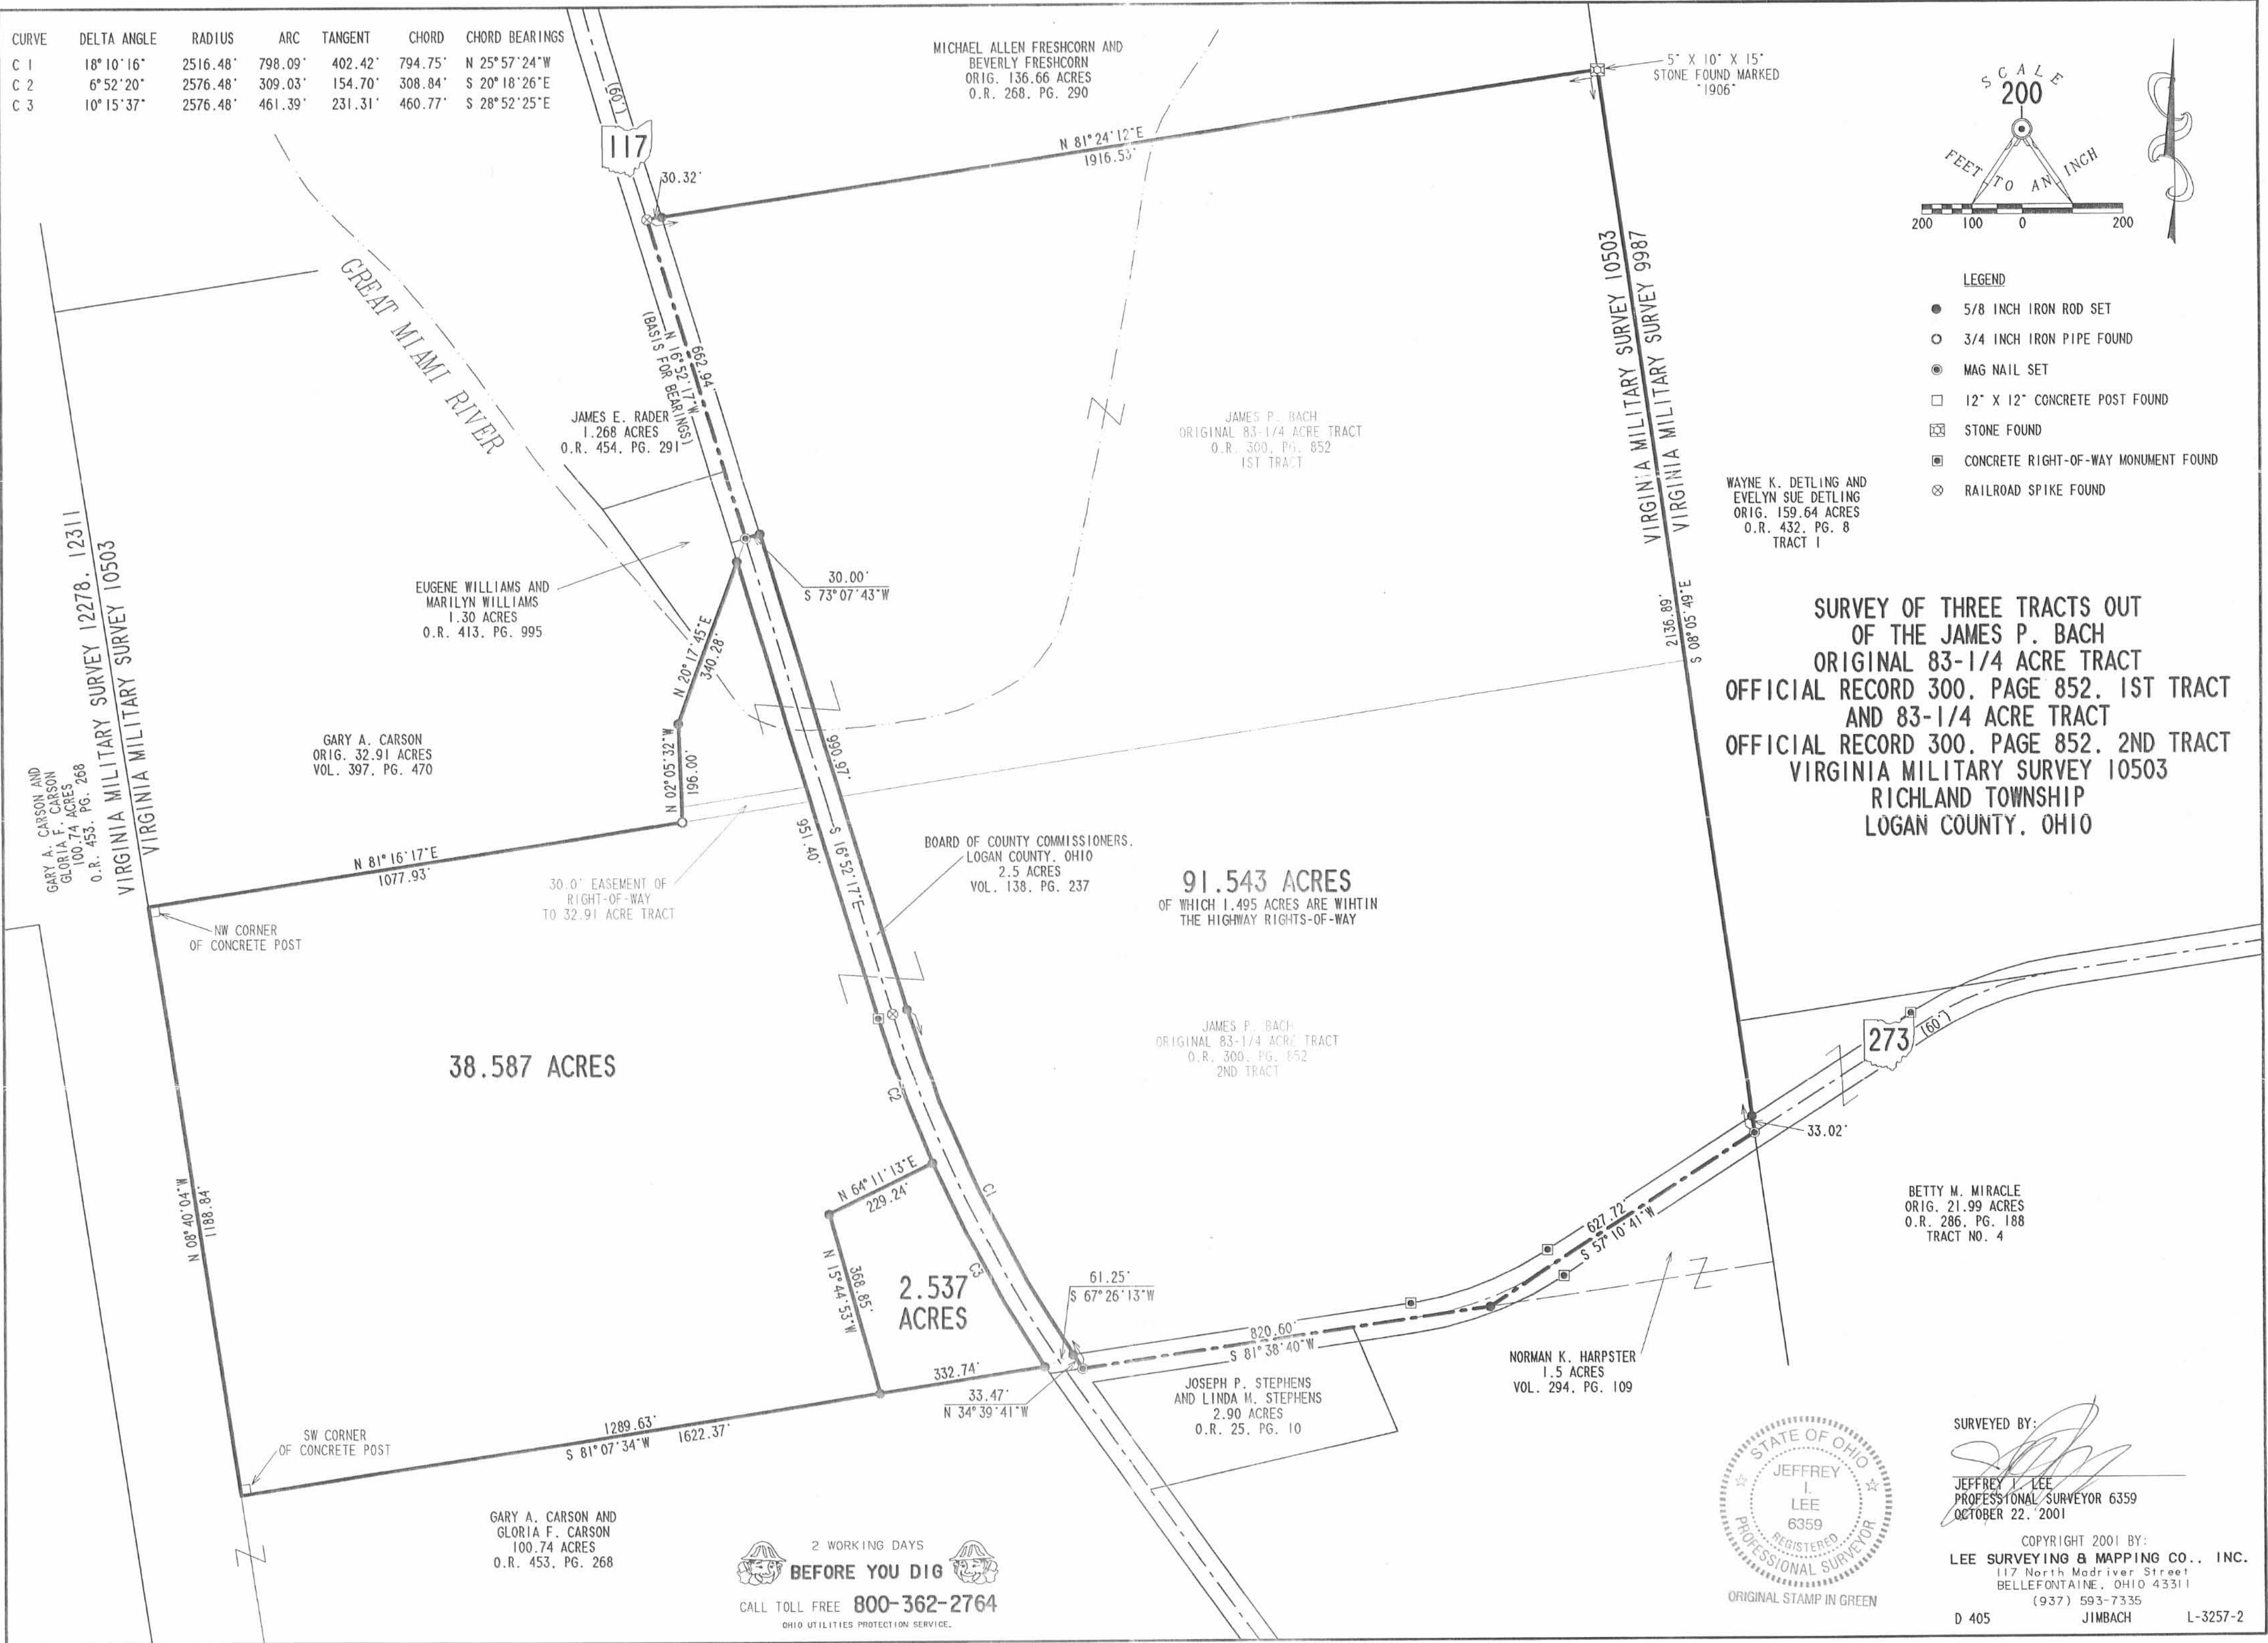 CURVE DELTA ANGLE RADIUS ARC TANGENT CHORD CHORD BEARINGS
C 1 18°10'16" 2516.48' 798.09' 402.42' 794.75' N 25°57'24"W
C 2 6°52'20" 2576.48' 309.03' 154.70' 308.84' S 20°18'26"E
C 3 10°15'37" 2576.48' 461.39' 231.31' 460.77' S 28°52'25"E
(60')
117
MICHAEL ALLEN FRESHCORN AND
BEVERLY FRESHCORN
ORIG. 136.66 ACRES
O.R. 268, PG. 290
5" X 10" X 15"
STONE FOUND MARKED
"1906"
SCALE
200
FEET TO AN INCH
200 100 0 200
N 81°24'12"E
1916.53'
30.32'
GREAT MIAMI RIVER
662.94'
N 16°52'17"W
(BASIS FOR BEARINGS)
VIRGINIA MILITARY SURVEY 10503
VIRGINIA MILITARY SURVEY 9987
LEGEND
5/8 INCH IRON ROD SET
3/4 INCH IRON PIPE FOUND
MAG NAIL SET
12" X 12" CONCRETE POST FOUND
STONE FOUND
CONCRETE RIGHT-OF-WAY MONUMENT FOUND
RAILROAD SPIKE FOUND
JAMES E. RADER
1.268 ACRES
O.R. 454, PG. 291
JAMES P. BACH
ORIGINAL 83-1/4 ACRE TRACT
O.R. 300, PG. 852
1ST TRACT
WAYNE K. DETLING AND
EVELYN SUE DETLING
ORIG. 159.64 ACRES
O.R. 432, PG. 8
TRACT 1
EUGENE WILLIAMS AND
MARILYN WILLIAMS
1.30 ACRES
O.R. 413, PG. 995
30.00'
S 73°07'43"W
2136.89'
S 08°05'49"E
SURVEY OF THREE TRACTS OUT
OF THE JAMES P. BACH
ORIGINAL 83-1/4 ACRE TRACT
OFFICIAL RECORD 300, PAGE 852, 1ST TRACT
AND 83-1/4 ACRE TRACT
OFFICIAL RECORD 300, PAGE 852, 2ND TRACT
VIRGINIA MILITARY SURVEY 10503
RICHLAND TOWNSHIP
LOGAN COUNTY, OHIO
VIRGINIA MILITARY SURVEY 12278, 12311
VIRGINIA MILITARY SURVEY 10503
GARY A. CARSON AND
GLORIA F. CARSON
100.74 ACRES
O.R. 453, PG. 268
GARY A. CARSON
ORIG. 32.91 ACRES
VOL. 397, PG. 470
N 20°17'45"E
340.28'
N 02°05'32"W
196.00'
990.97'
951.40'
S 16°52'17"E
N 81°16'17"E
1077.93'
30.0' EASEMENT OF
RIGHT-OF-WAY
TO 32.91 ACRE TRACT
NW CORNER
OF CONCRETE POST
BOARD OF COUNTY COMMISSIONERS,
LOGAN COUNTY, OHIO
2.5 ACRES
VOL. 138, PG. 237
91.543 ACRES
OF WHICH 1.495 ACRES ARE WIHTIN
THE HIGHWAY RIGHTS-OF-WAY
JAMES P. BACH
ORIGINAL 83-1/4 ACRE TRACT
O.R. 300, PG. 852
2ND TRACT
38.587 ACRES
273
(60')
33.02'
C2
C1
C3
N 08°40'04"W
1188.84'
N 64°11'13"E
229.24'
N 15°44'53"W
368.85'
2.537
ACRES
61.25'
S 67°26'13"W
627.72'
S 57°10'41"W
820.60'
S 81°38'40"W
BETTY M. MIRACLE
ORIG. 21.99 ACRES
O.R. 286, PG. 188
TRACT NO. 4
NORMAN K. HARPSTER
1.5 ACRES
VOL. 294, PG. 109
JOSEPH P. STEPHENS
AND LINDA M. STEPHENS
2.90 ACRES
O.R. 25, PG. 10
332.74'
33.47'
N 34°39'41"W
1289.63'
S 81°07'34"W 1622.37'
SW CORNER
OF CONCRETE POST
GARY A. CARSON AND
GLORIA F. CARSON
100.74 ACRES
O.R. 453, PG. 268
2 WORKING DAYS
BEFORE YOU DIG
CALL TOLL FREE 800-362-2764
OHIO UTILITIES PROTECTION SERVICE.
STATE OF OHIO
JEFFREY
I.
LEE
6359
REGISTERED
PROFESSIONAL SURVEYOR
ORIGINAL STAMP IN GREEN
SURVEYED BY:
JEFFREY I. LEE
PROFESSIONAL SURVEYOR 6359
OCTOBER 22, 2001
COPYRIGHT 2001 BY:
LEE SURVEYING & MAPPING CO., INC.
117 North Madriver Street
BELLEFONTAINE, OHIO 43311
(937) 593-7335
D 405 JIMBACH L-3257-2